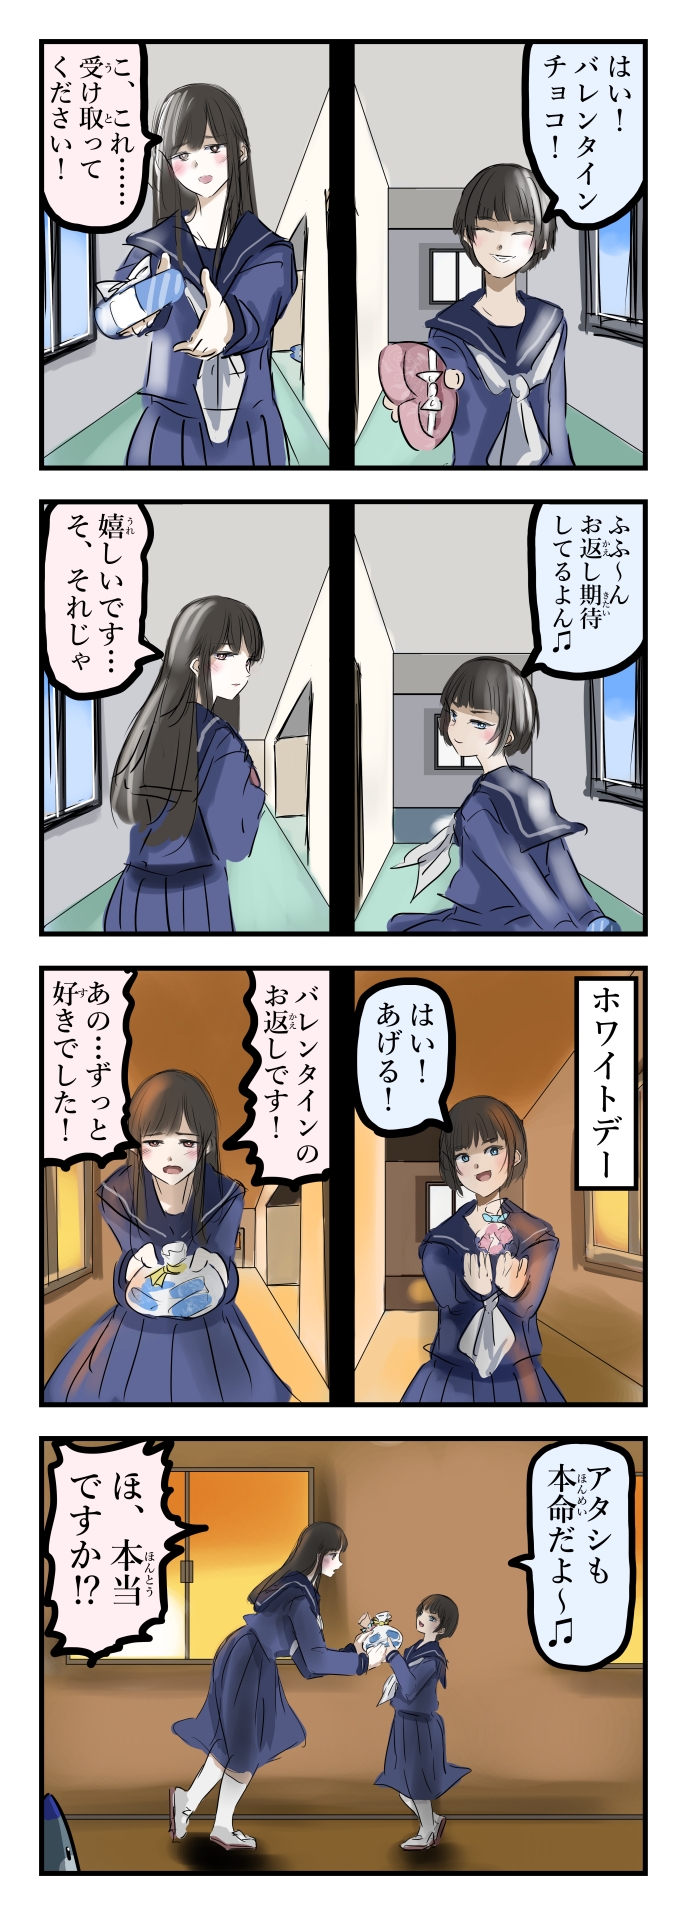 はい！
バレンタイン
チョコ！
こ、これ……
受け取って
ください！
ふふ～ん
お返し期待
してるよん♫
嬉しいです…
そ、それじゃ
ホワイトデー
はい！
あげる！
バレンタインの
お返しです！
あの…ずっと
好きでした！
アタシも
本命だよ～♫
ほ、本当
ですか!?